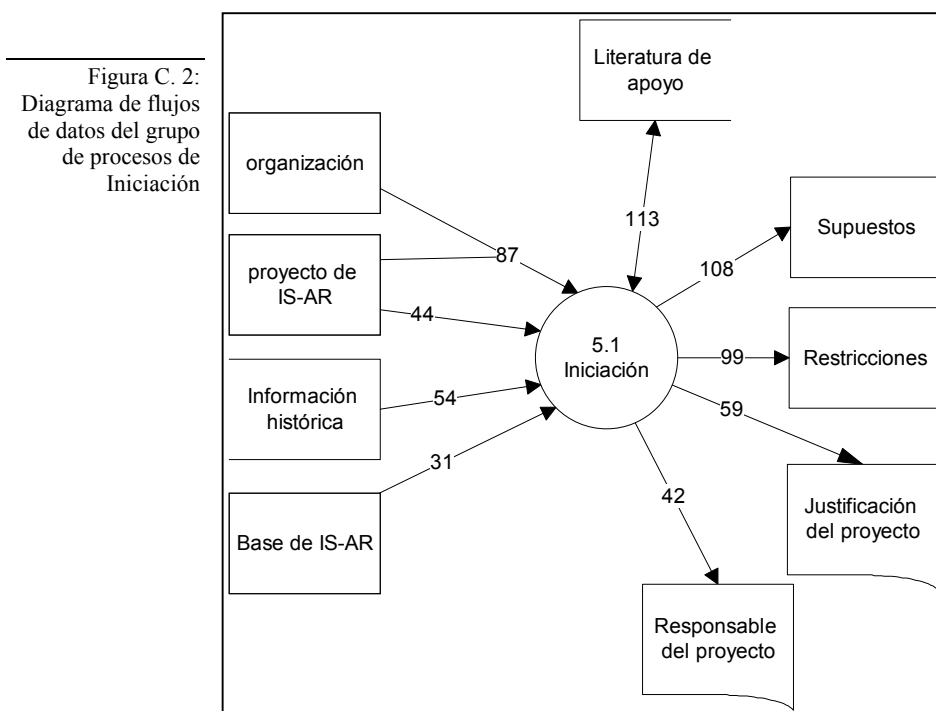 Figura C. 2:
Diagrama de flujos
de datos del grupo
de procesos de
Iniciación
Literatura de
apoyo
organización
113
Supuestos
87
108
proyecto de
IS-AR
44
5.1
Iniciación
99
Restricciones
Información
histórica
54
59
31
42
Justificación
del proyecto
Base de IS-AR
Responsable
del proyecto